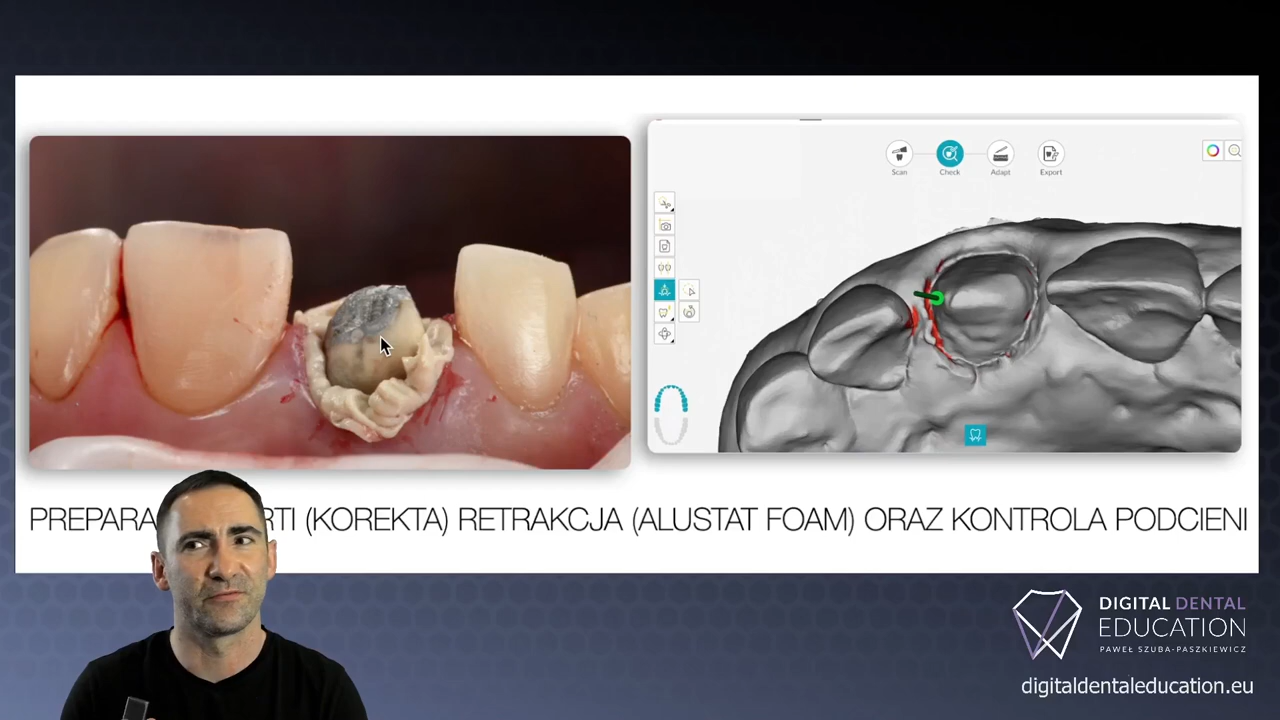 Scan
Check
Adapt
Export
PREPARA RTI (KOREKTA) RETRAKCJA (ALUSTAT FOAM) ORAZ KONTROLA PODCIENI
DIGITAL DENTAL
EDUCATION
PAWEŁ SZUBA-PASZKIEWICZ
digitaldentaleducation.eu